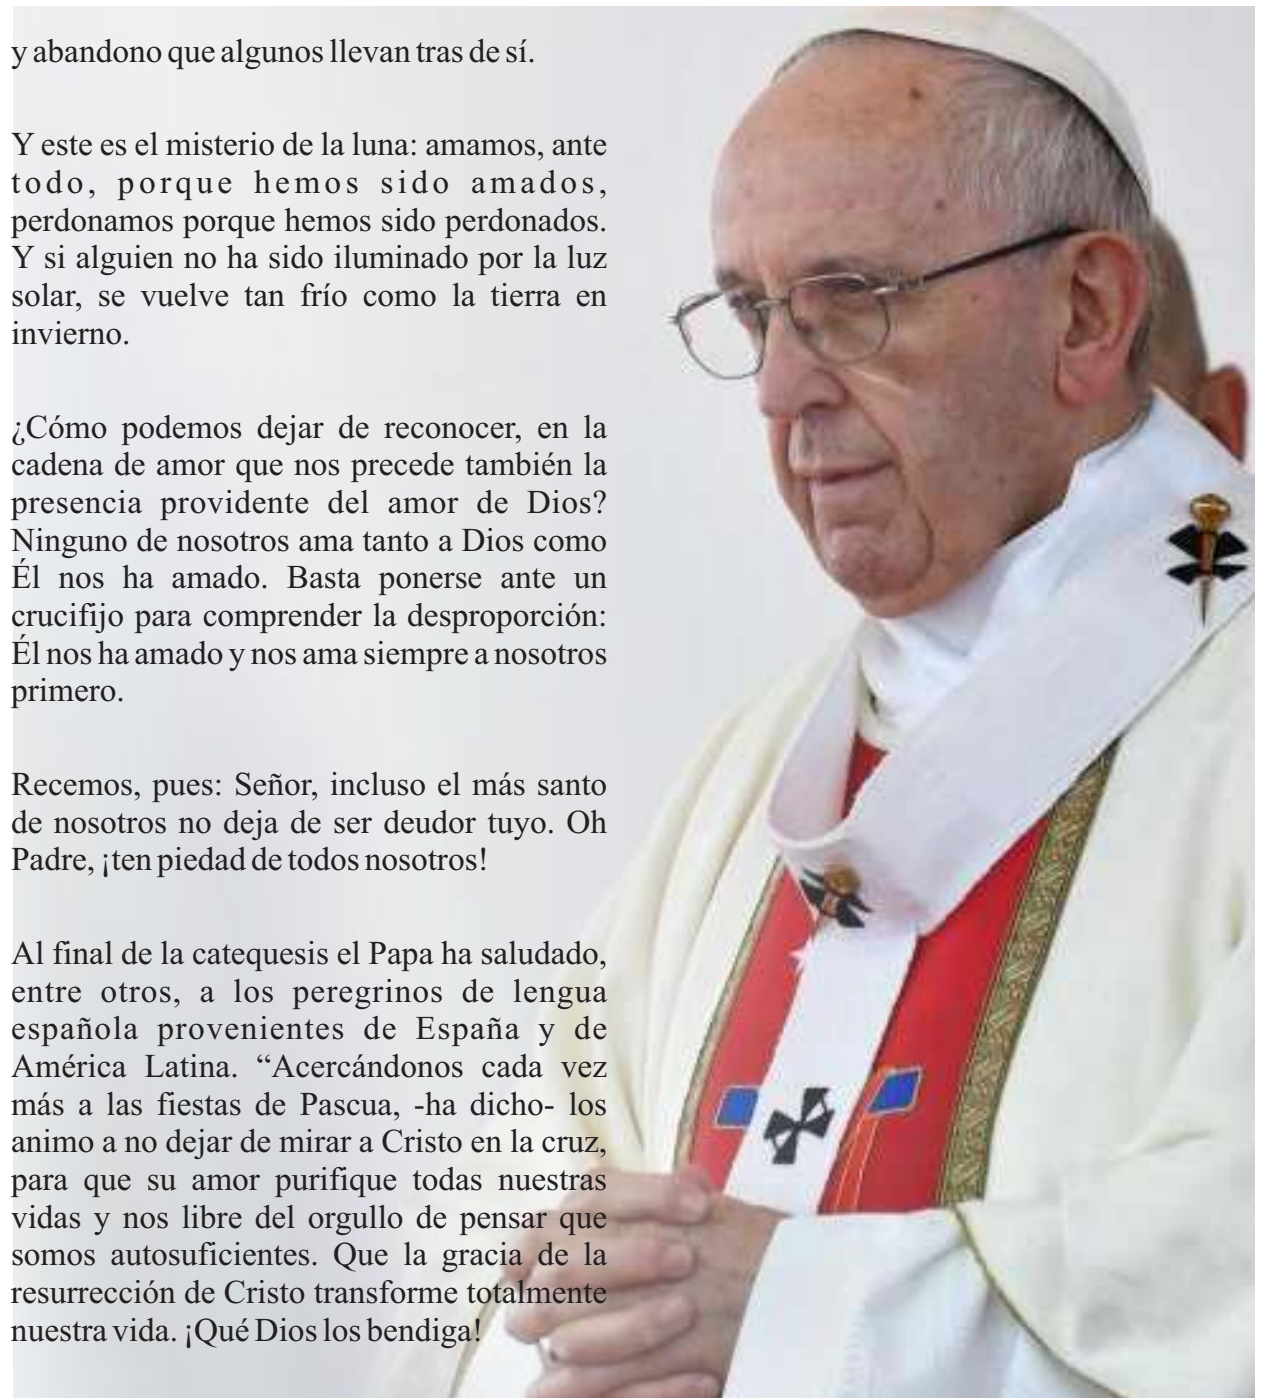 y abandono que algunos llevan tras de sí.
Y este es el misterio de la luna: amamos, ante
todo, porque hemos sido amados,
perdonamos porque hemos sido perdonados.
Y si alguien no ha sido iluminado por la luz
solar, se vuelve tan frío como la tierra en
invierno.
¿Cómo podemos dejar de reconocer, en la
cadena de amor que nos precede también la
presencia providente del amor de Dios?
Ninguno de nosotros ama tanto a Dios como
Él nos ha amado. Basta ponerse ante un
crucifijo para comprender la desproporción:
Él nos ha amado y nos ama siempre a nosotros
primero.
Recemos, pues: Señor, incluso el más santo
de nosotros no deja de ser deudor tuyo. Oh
Padre, ¡ten piedad de todos nosotros!
Al final de la catequesis el Papa ha saludado,
entre otros, a los peregrinos de lengua
española provenientes de España y de
América Latina. “Acercándonos cada vez
más a las fiestas de Pascua, -ha dicho- los
animo a no dejar de mirar a Cristo en la cruz,
para que su amor purifique todas nuestras
vidas y nos libre del orgullo de pensar que
somos autosuficientes. Que la gracia de la
resurrección de Cristo transforme totalmente
nuestra vida. ¡Qué Dios los bendiga!